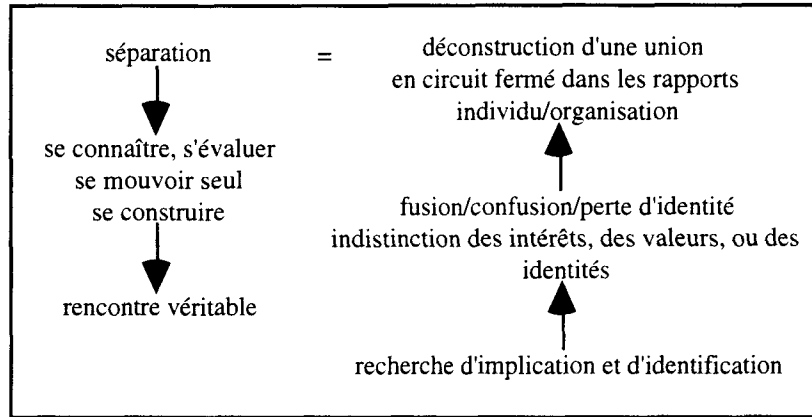 séparation
=
déconstruction d'une union
en circuit fermé dans les rapports
individu/organisation
se connaître, s'évaluer
se mouvoir seul
se construire
fusion/confusion/perte d'identité
indistinction des intérêts, des valeurs, ou des
identités
rencontre véritable
recherche d'implication et d'identification